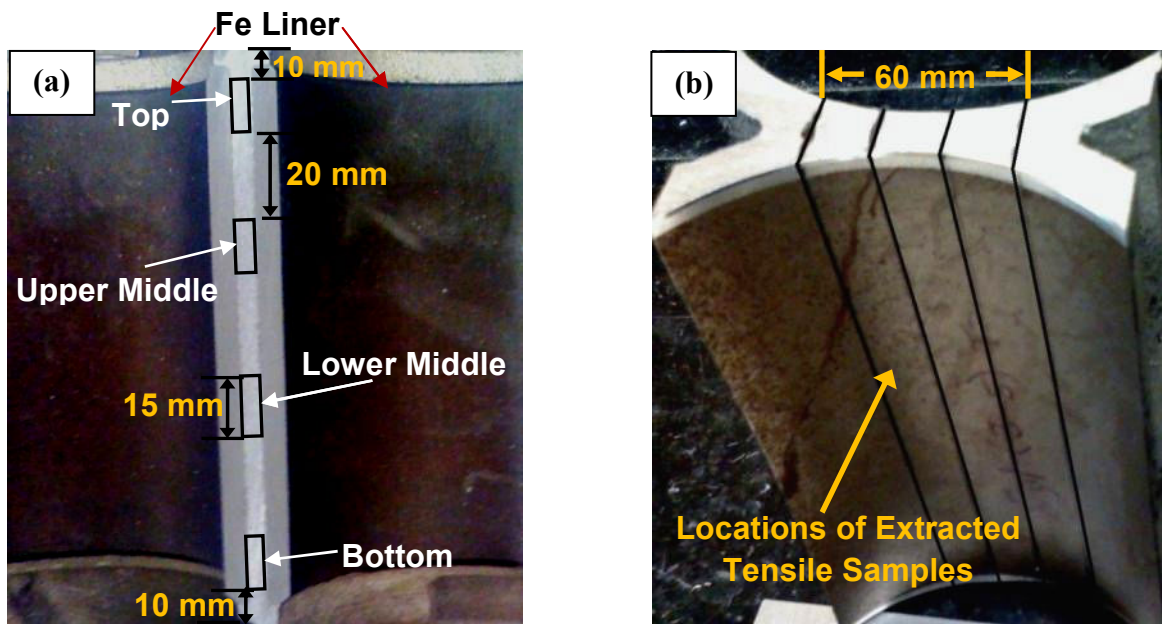 Fe Liner
(a)
10 mm
Top
20 mm
Upper Middle
Lower Middle
15 mm
Bottom
10 mm
(b)
60 mm
Locations of Extracted
Tensile Samples